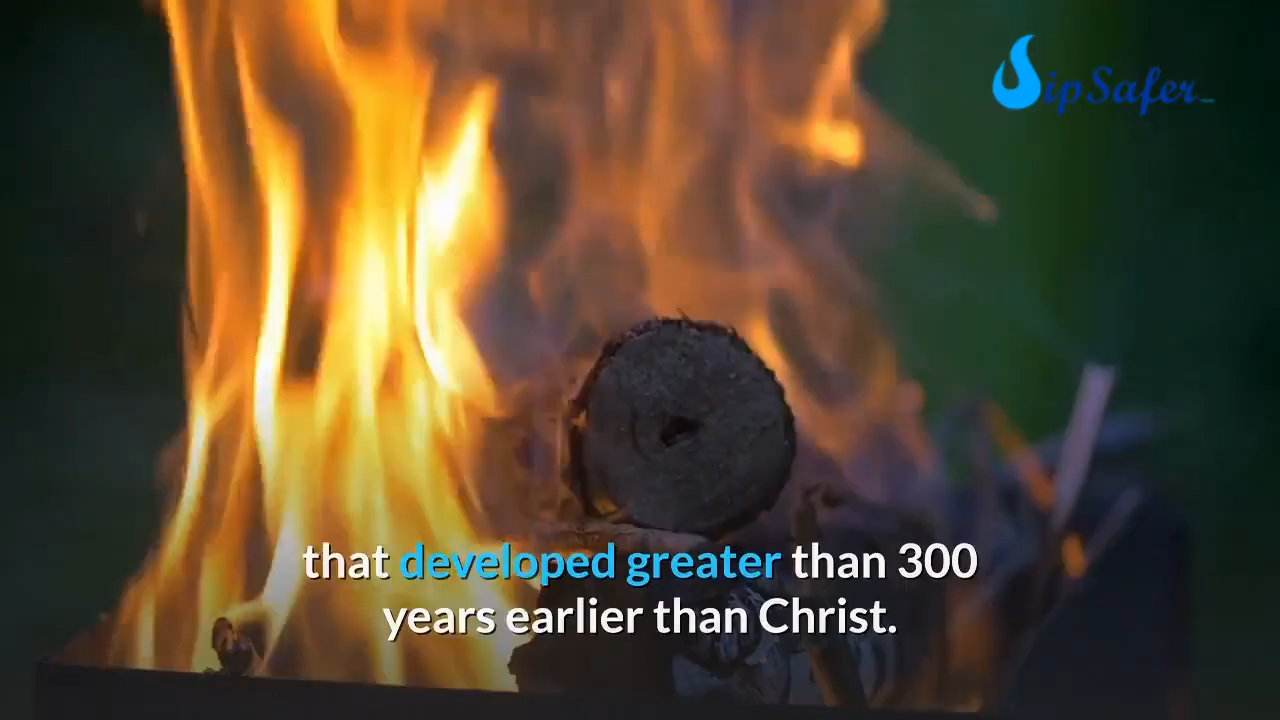 SipSafer
that developed greater than 300
years earlier than Christ.